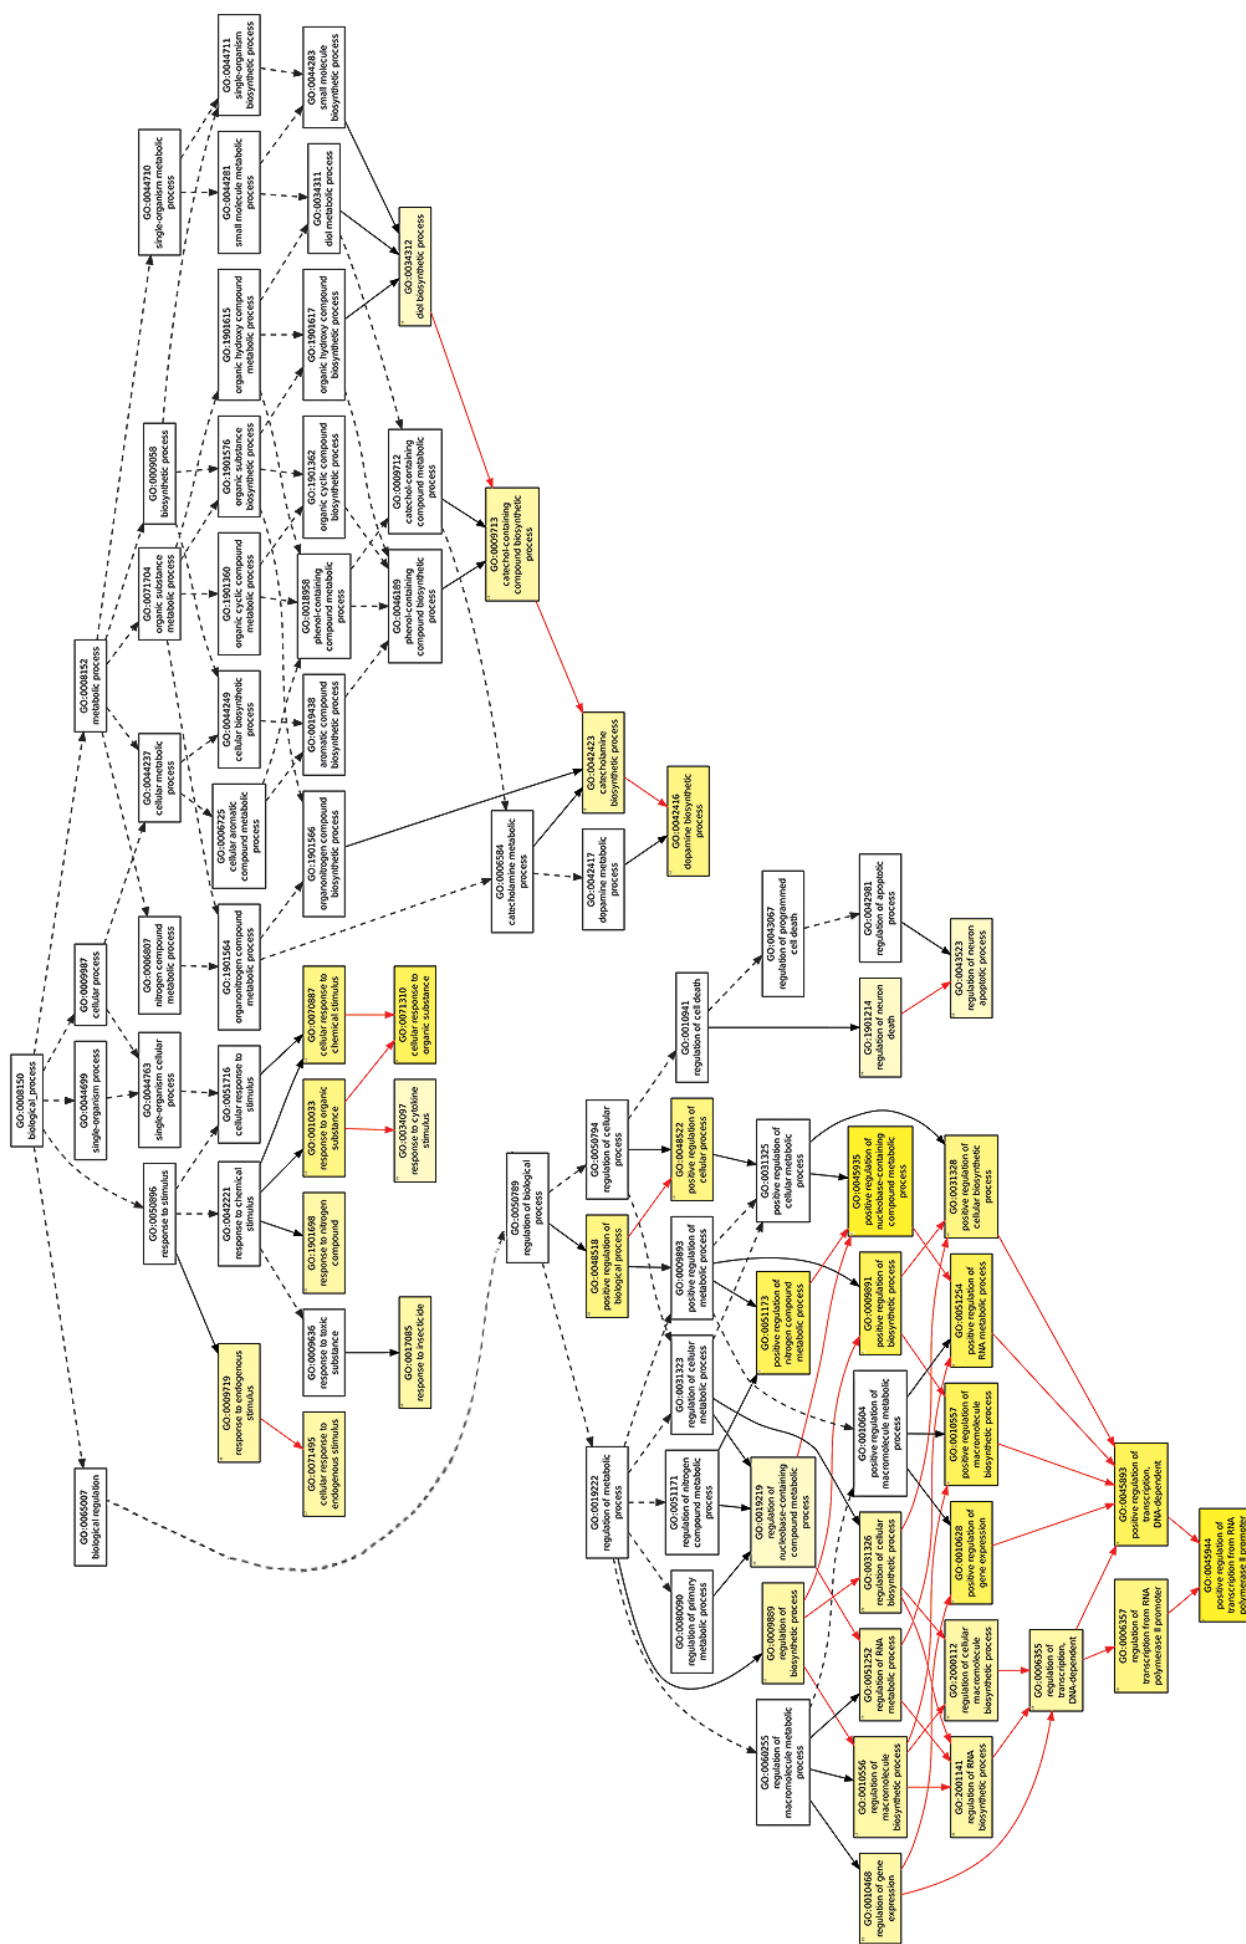 GO:0008150
biological_process
GO:0065007
biological regulation
GO:0050896
response to stimulus
GO:0044699
single-organism process
GO:0009987
cellular process
GO:0008152
metabolic process
GO:0044763
single-organism cellular
process
GO:0006807
nitrogen compound
metabolic process
GO:0044237
cellular metabolic
process
GO:0071704
organic substance
metabolic process
GO:0009058
biosynthetic process
GO:0044710
single-organism metabolic
process
GO:0009719
response to endogenous
stimulus
GO:0042221
response to chemical
stimulus
GO:0051716
cellular response to
stimulus
GO:1901564
organonitrogen compound
metabolic process
GO:0006725
cellular aromatic
compound metabolic
process
GO:0044249
cellular biosynthetic
process
GO:1901360
organic cyclic compound
metabolic process
GO:1901576
organic substance
biosynthetic process
GO:1901615
organic hydroxy compound
metabolic process
GO:0044281
small molecule metabolic
process
GO:0044711
single-organism
biosynthetic process
GO:0071495
cellular response to
endogenous stimulus
GO:0009636
response to toxic
substance
GO:1901698
response to nitrogen
compound
GO:0010033
response to organic
substance
GO:0070887
cellular response to
chemical stimulus
GO:1901566
organonitrogen compound
biosynthetic process
GO:0019438
aromatic compound
biosynthetic process
GO:0018958
phenol-containing
compound metabolic
process
GO:1901362
organic cyclic compound
biosynthetic process
GO:1901617
organic hydroxy compound
biosynthetic process
GO:0034311
diol metabolic process
GO:0044283
small molecule
biosynthetic process
GO:0017085
response to insecticide
GO:0034097
response to cytokine
stimulus
GO:0071310
cellular response to
organic substance
GO:0046189
phenol-containing
compound biosynthetic
process
GO:0009712
catechol-containing
compound metabolic
process
GO:0034312
diol biosynthetic process
GO:0050789
regulation of biological
process
GO:0006584
catecholamine metabolic
process
GO:0009713
catechol-containing
compound biosynthetic
process
GO:0019222
regulation of metabolic
process
GO:0048518
positive regulation of
biological process
GO:0050794
regulation of cellular
process
GO:0042417
dopamine metabolic
process
GO:0042423
catecholamine
biosynthetic process
GO:0080090
regulation of primary
metabolic process
GO:0051171
regulation of nitrogen
compound metabolic
process
GO:0031323
regulation of cellular
metabolic process
GO:0009893
positive regulation of
metabolic process
GO:0048522
positive regulation of
cellular process
GO:0010941
regulation of cell death
GO:0042416
dopamine biosynthetic
process
GO:0060255
regulation of
macromolecule metabolic
process
GO:0009889
regulation of
biosynthetic process
GO:0019219
regulation of
nucleobase-containing
compound metabolic
process
GO:0051173
positive regulation of
nitrogen compound
metabolic process
GO:0031325
positive regulation of
cellular metabolic
process
GO:0043067
regulation of programmed
cell death
GO:0010468
regulation of gene
expression
GO:0010556
regulation of
macromolecule
biosynthetic process
GO:0051252
regulation of RNA
metabolic process
GO:0031326
regulation of cellular
biosynthetic process
GO:0010604
positive regulation of
macromolecule metabolic
process
GO:0009891
positive regulation of
biosynthetic process
GO:0045935
positive regulation of
nucleobase-containing
compound metabolic
process
GO:1901214
regulation of neuron
death
GO:0042981
regulation of apoptotic
process
GO:2001141
regulation of RNA
biosynthetic process
GO:2000112
regulation of cellular
macromolecule
biosynthetic process
GO:0010628
positive regulation of
gene expression
GO:0010557
positive regulation of
macromolecule
biosynthetic process
GO:0051254
positive regulation of
RNA metabolic process
GO:0031328
positive regulation of
cellular biosynthetic
process
GO:0043523
regulation of neuron
apoptotic process
GO:0006355
regulation of
transcription,
DNA-dependent
GO:0006357
regulation of
transcription from RNA
polymerase II promoter
GO:0045893
positive regulation of
transcription,
DNA-dependent
GO:0045944
positive regulation of
transcription from RNA
polymerase II promoter